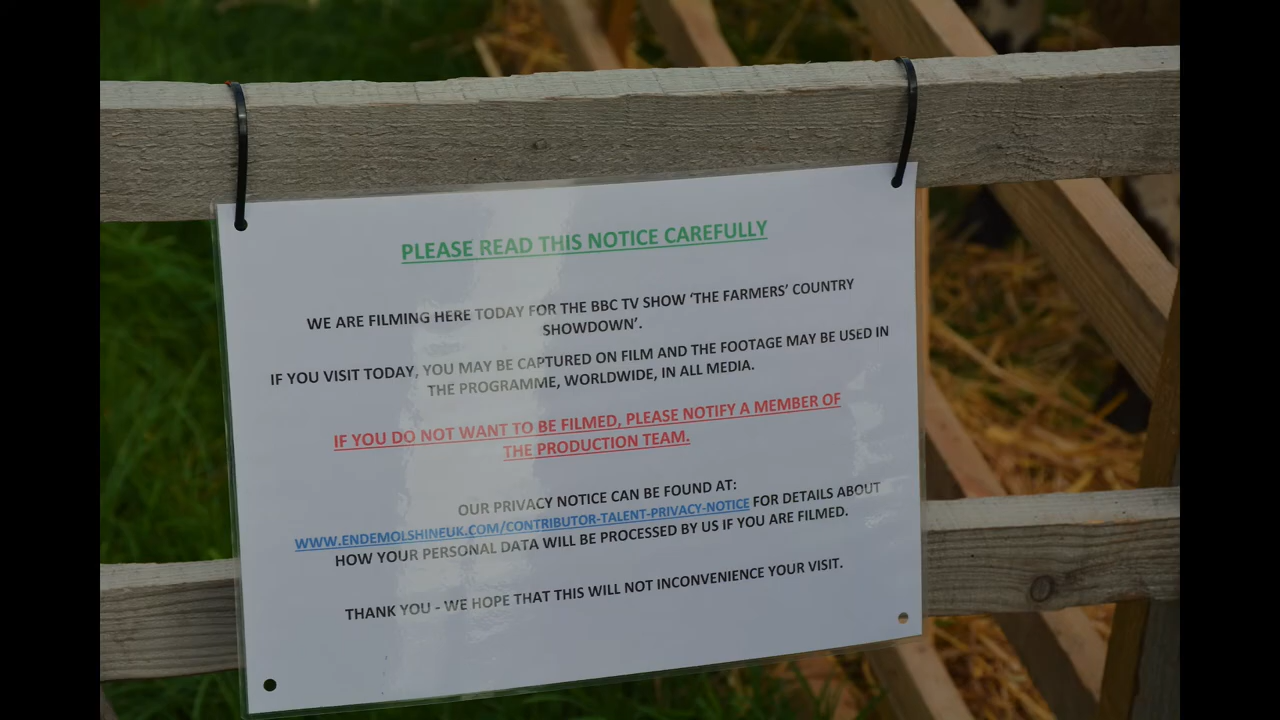 PLEASE READ THIS NOTICE CAREFULLY
WE ARE FILMING HERE TODAY FOR THE BBC TV SHOW ‘THE FARMERS’ COUNTRY
SHOWDOWN’.
IF YOU VISIT TODAY, YOU MAY BE CAPTURED ON FILM AND THE FOOTAGE MAY BE USED IN
THE PROGRAMME, WORLDWIDE, IN ALL MEDIA.
IF YOU DO NOT WANT TO BE FILMED, PLEASE NOTIFY A MEMBER OF
THE PRODUCTION TEAM.
OUR PRIVACY NOTICE CAN BE FOUND AT:
WWW.ENDEMOLSHINEUK.COM/CONTRIBUTOR-TALENT-PRIVACY-NOTICE FOR DETAILS ABOUT
HOW YOUR PERSONAL DATA WILL BE PROCESSED BY US IF YOU ARE FILMED.
THANK YOU - WE HOPE THAT THIS WILL NOT INCONVENIENCE YOUR VISIT.